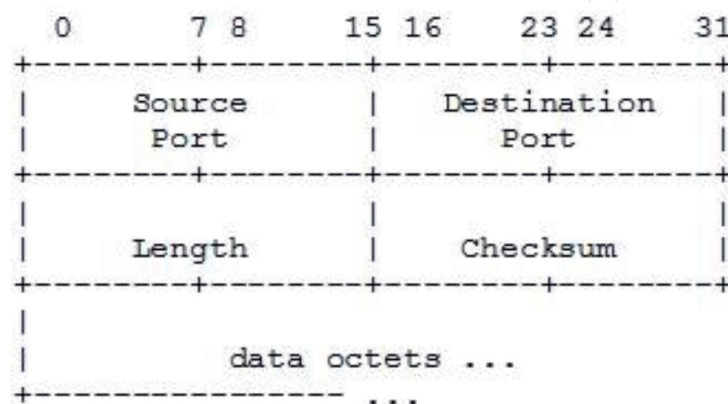 0 7 8 15 16 23 24 31
Source Destination
Port Port
Length Checksum
data octets ...
...